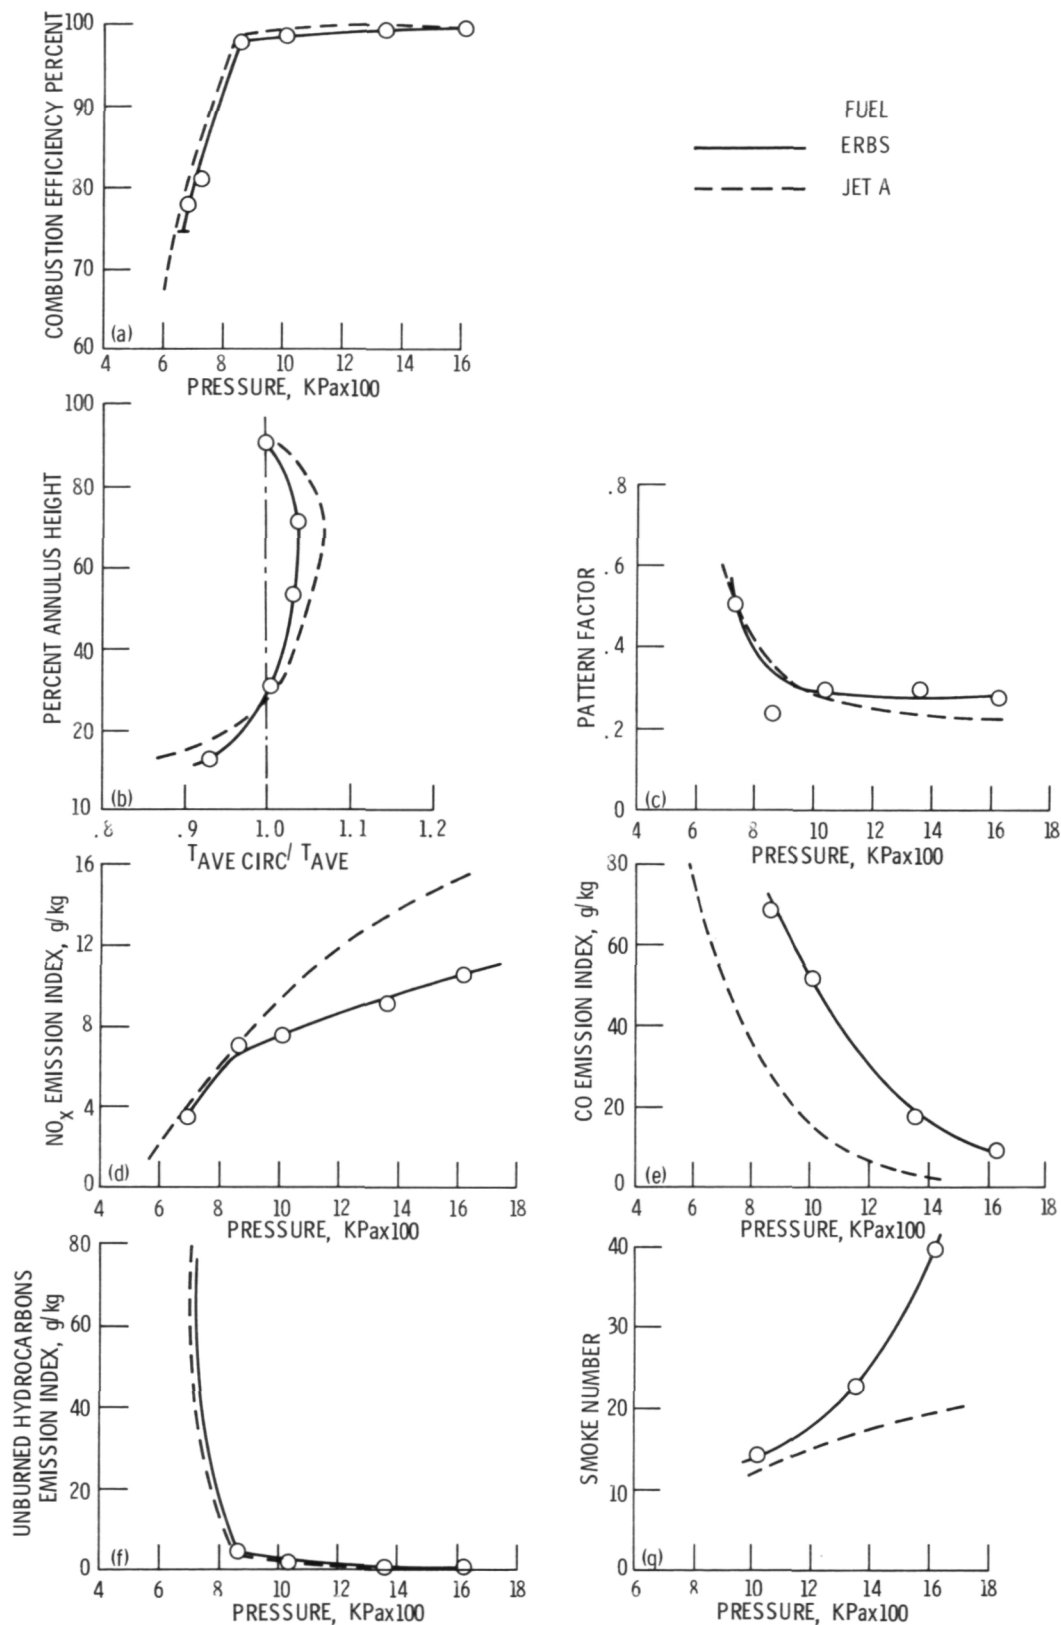 COMBUSTION EFFICIENCY PERCENT
100
90
80
70
60
(a)
4 6 8 10 12 14 16
PRESSURE, KPax100
FUEL
ERBS
JET A
PERCENT ANNULUS HEIGHT
100
80
60
40
20
10
(b)
.8 .9 1.0 1.1 1.2
TAVE CIRC/ TAVE
PATTERN FACTOR
.8
.6
.4
.2
0
(c)
4 6 8 10 12 14 16 18
PRESSURE, KPax100
NOX EMISSION INDEX, g/kg
16
12
8
4
0
(d)
4 6 8 10 12 14 16 18
PRESSURE, KPax100
CO EMISSION INDEX, g/kg
80
60
40
20
0
(e)
4 6 8 10 12 14 16 18
PRESSURE, KPax100
UNBURNED HYDROCARBONS
EMISSION INDEX, g/kg
80
60
40
20
0
(f)
4 6 8 10 12 14 16 18
PRESSURE, KPax100
SMOKE NUMBER
40
30
20
10
0
(g)
6 8 10 12 14 16 18
PRESSURE, KPax100